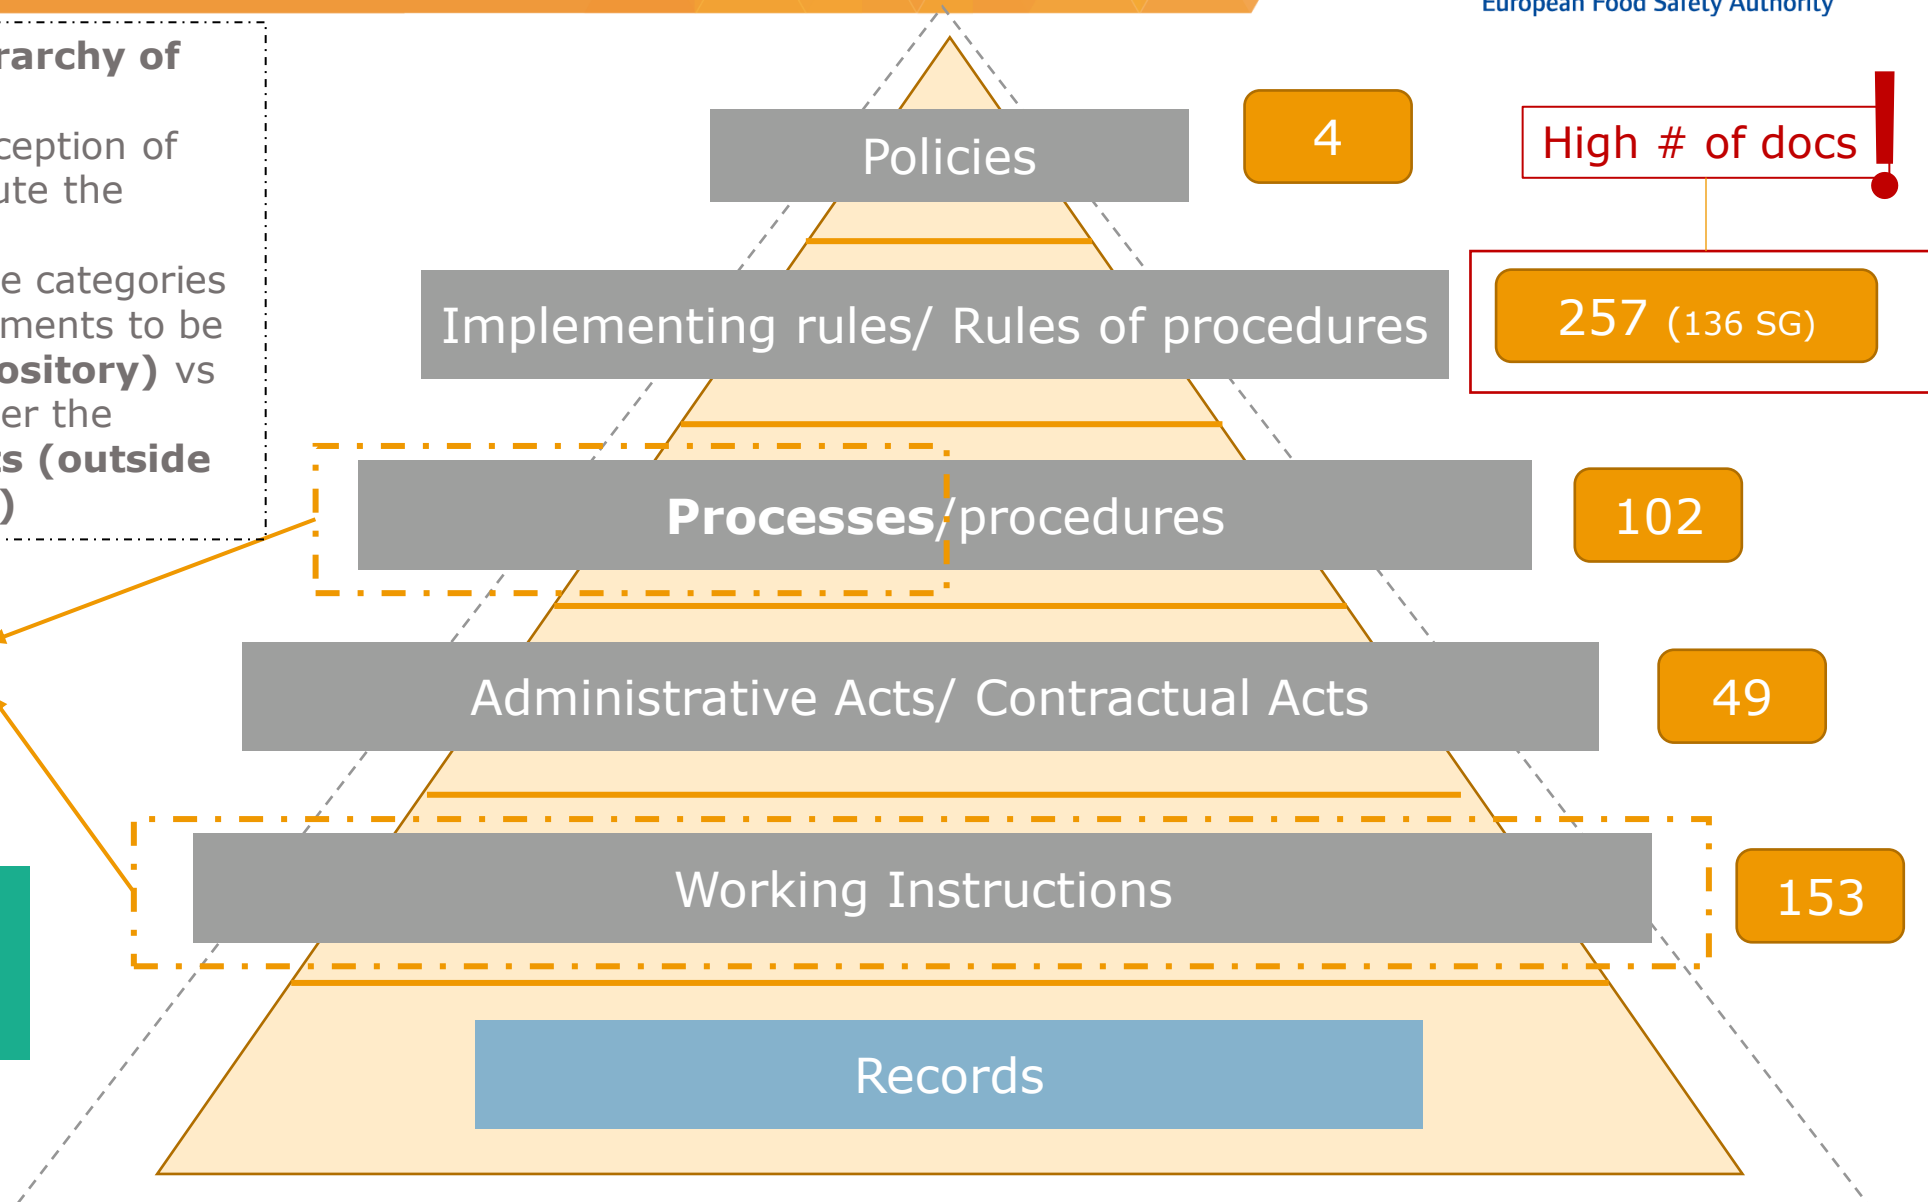 European Food Safety Authority
rarchy of
ception of
ute the
e categories
ments to be
ository) vs
er the
ts (outside
)
Policies
4
High # of docs
!
Implementing rules/ Rules of procedures
257 (136 SG)
Processes/procedures
102
Administrative Acts/ Contractual Acts
49
Working Instructions
153
Records